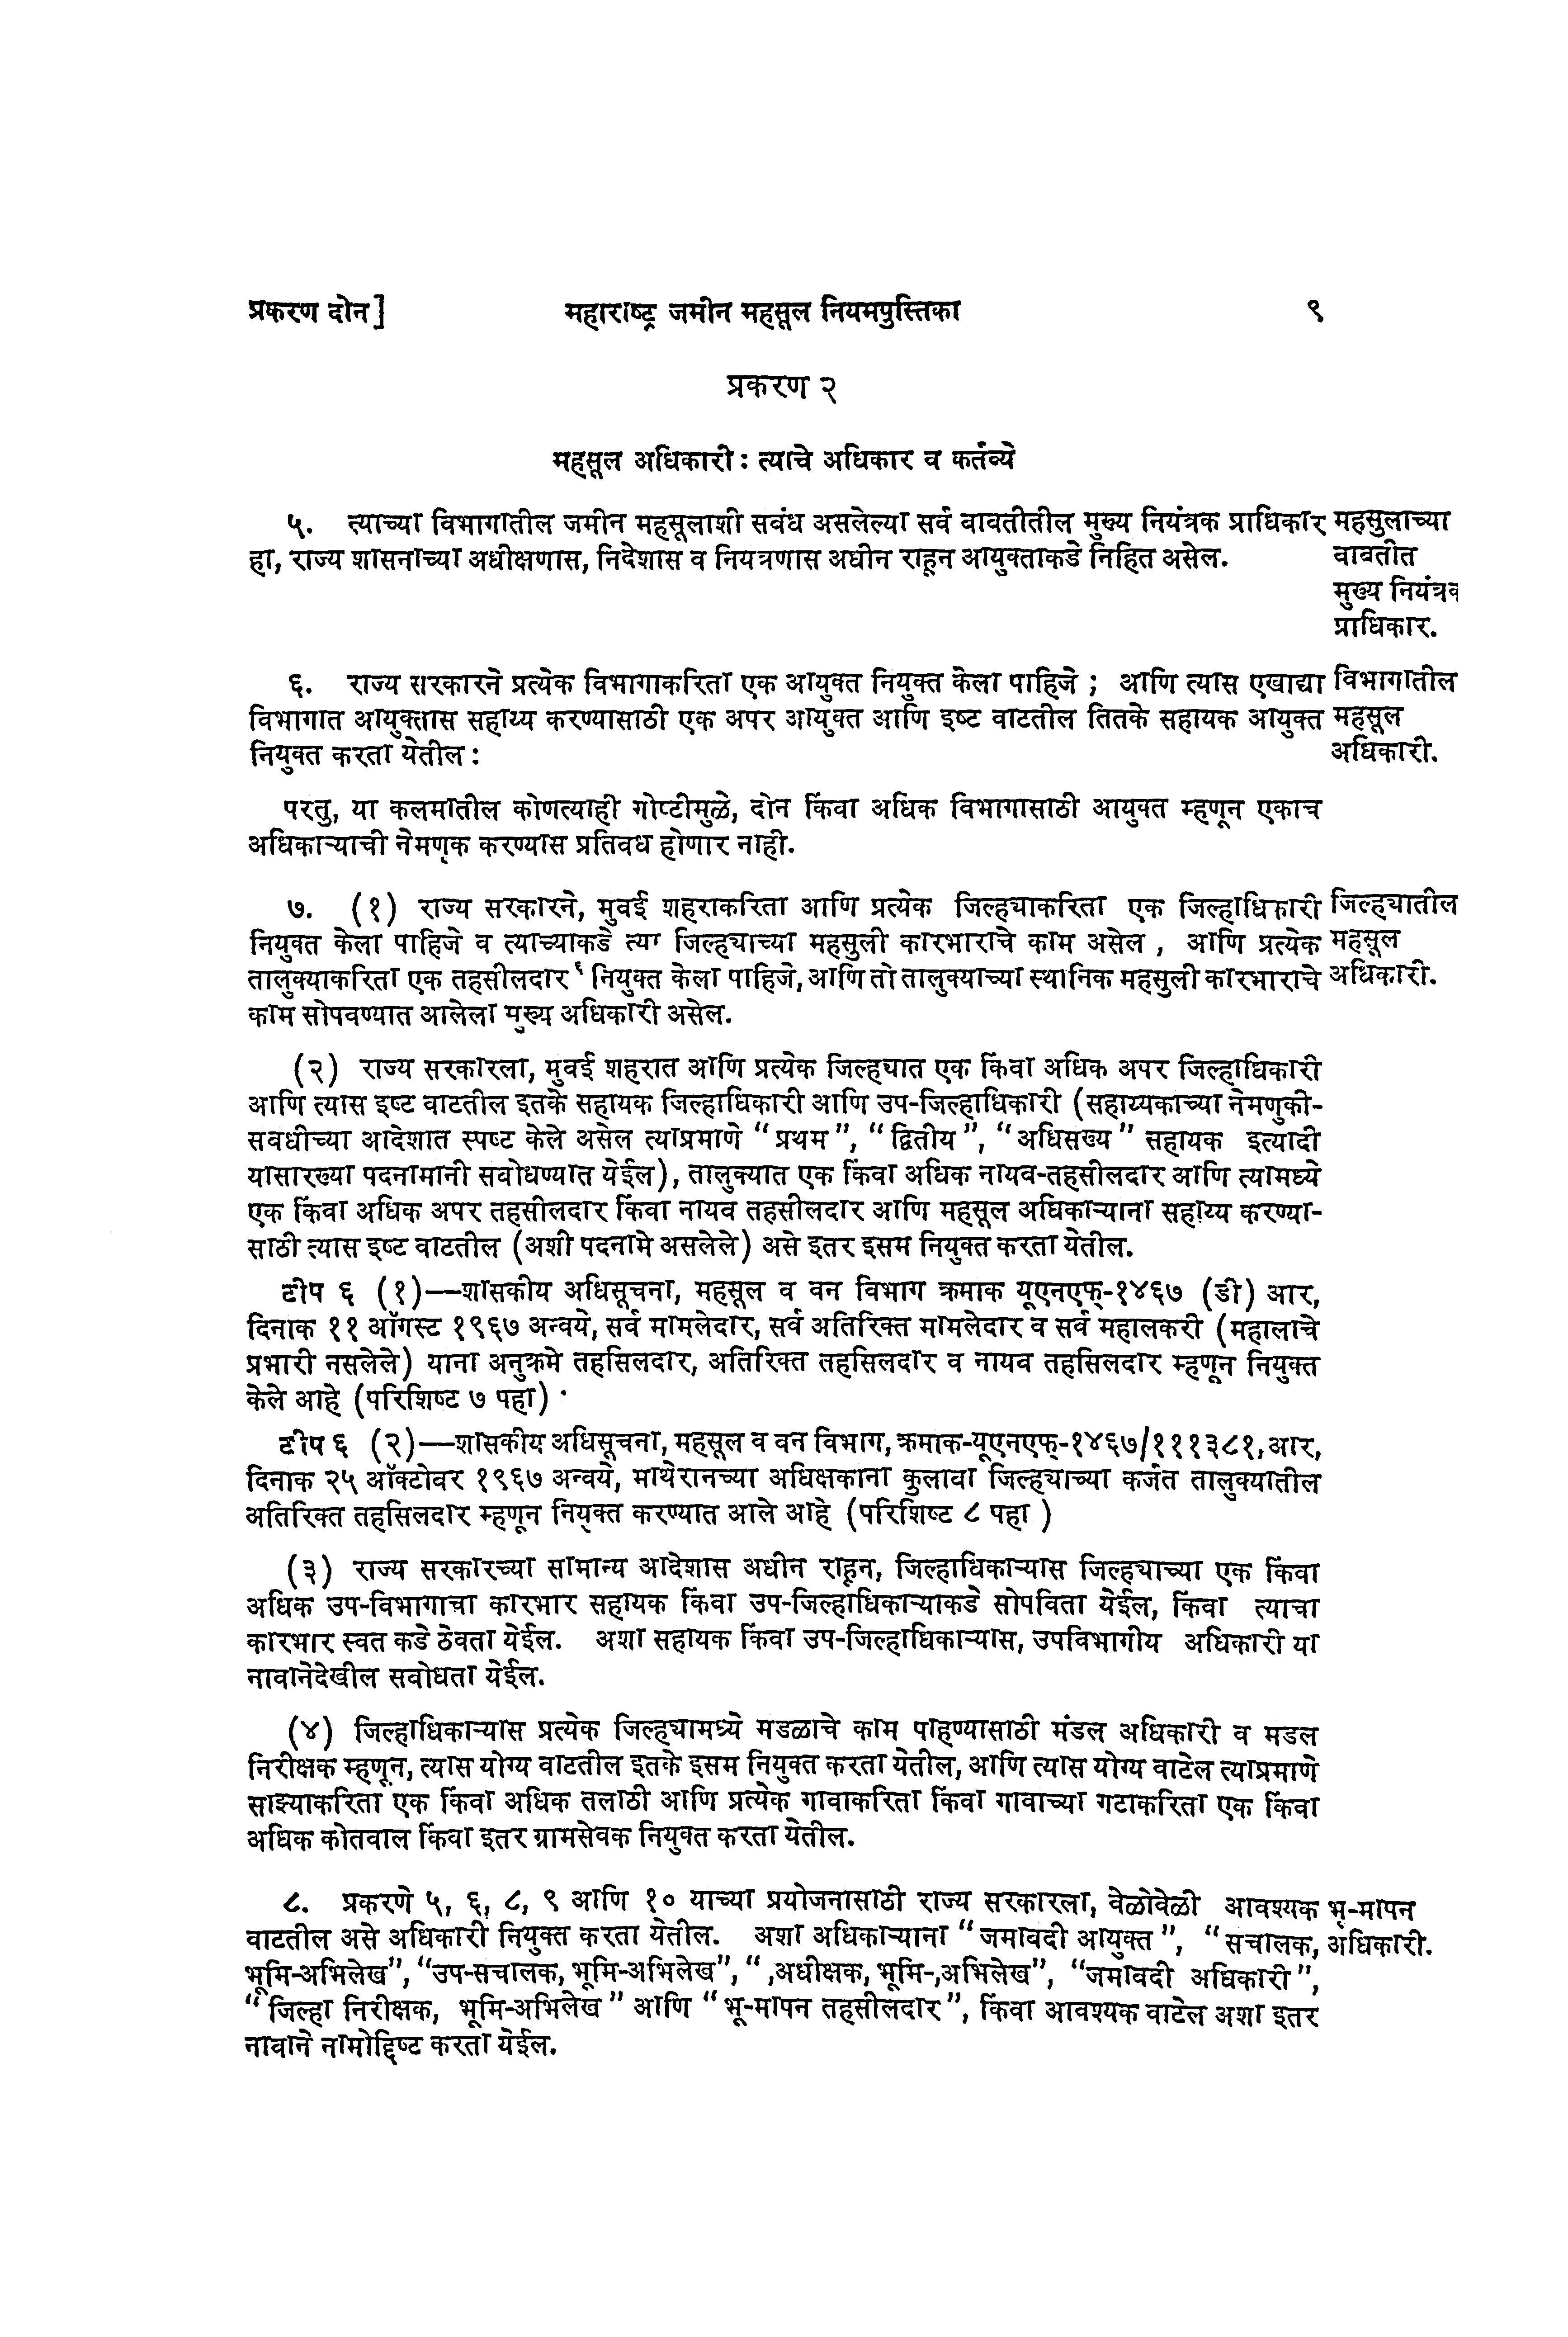 प्रकरण दोन]
महाराष्ट्र जमीन महसूल नियमपुस्तिका
९
प्रकरण २
महसूल अधिकारी : त्याचे अधिकार व कर्तव्ये
५. त्याच्या विभागातील जमीन महसूलाशी सवंध असलेल्या सर्व वावतीतील मुख्य नियंत्रक प्राधिकार
हा, राज्य शासनाच्या अधीक्षणास, निदेशास व नियत्रणास अधीन राहून आयुक्ताकडे निहित असेल.
महसुलाच्या
वावतीत
मुख्य नियंत्रक
प्राधिकार.
६. राज्य सरकारने प्रत्येक विभागाकरिता एक आयुक्त नियुक्त केला पाहिजे ; आणि त्यास एखाद्या
विभागात आयुक्तास सहाय्य करण्यासाठी एक अपर आयुक्त आणि इष्ट वाटतील तितके सहायक आयुक्त
नियुक्त करता येतील :
विभागातील
महसूल
अधिकारी.
परतु, या कलमातील कोणत्याही गोष्टीमुळे, दोन किंवा अधिक विभागासाठी आयुक्त म्हणून एकाच
अधिकाऱ्याची नेमणूक करण्यास प्रतिवध होणार नाही.
७. (१) राज्य सरकारने, मुवई शहराकरिता आणि प्रत्येक जिल्ह्याकरिता एक जिल्हाधिकारी
नियुक्त केला पाहिजे व त्याच्याकडे त्या जिल्ह्याच्या महसुली कारभाराचे काम असेल , आणि प्रत्येक
तालुक्याकरिता एक तहसीलदार ६ नियुक्त केला पाहिजे, आणि तो तालुक्याच्या स्थानिक महसुली कारभाराचे
काम सोपवण्यात आलेला मुख्य अधिकारी असेल.
जिल्ह्यातील
महसूल
अधिकारी.
(२) राज्य सरकारला, मुवई शहरात आणि प्रत्येक जिल्ह्यात एक किंवा अधिक अपर जिल्हाधिकारी
आणि त्यास इष्ट वाटतील इतके सहायक जिल्हाधिकारी आणि उप-जिल्हाधिकारी (सहाय्यकाच्या नेमणुकी-
सवधीच्या आदेशात स्पष्ट केले असेल त्याप्रमाणे “ प्रथम ”, “ द्वितीय ”, “ अधिसख्य ” सहायक इत्यादी
यासारख्या पदनामानी सवोधण्यात येईल), तालुक्यात एक किंवा अधिक नायव-तहसीलदार आणि त्यामध्ये
एक किंवा अधिक अपर तहसीलदार किंवा नायव तहसीलदार आणि महसूल अधिकाऱ्याना सहाय्य करण्या-
साठी त्यास इष्ट वाटतील (अशी पदनामे असलेले) असे इतर इसम नियुक्त करता येतील.
टीप ६ (१)—शासकीय अधिसूचना, महसूल व वन विभाग क्रमाक यूएनएफ्-१४६७ (डी) आर,
दिनाक ११ ऑगस्ट १९६७ अन्वये, सर्व मामलेदार, सर्व अतिरिक्त मामलेदार व सर्व महालकरी (महालाचे
प्रभारी नसलेले) याना अनुक्रमे तहसिलदार, अतिरिक्त तहसिलदार व नायव तहसिलदार म्हणून नियुक्त
केले आहे (परिशिष्ट ७ पहा) ·
टीप ६ (२)—शासकीय अधिसूचना, महसूल व वन विभाग, क्रमाक-यूएनएफ्-१४६७/१११३८१, आर,
दिनाक २५ ऑक्टोवर १९६७ अन्वये, माथेरानच्या अधिक्षकाना कुलावा जिल्ह्याच्या कर्जत तालुक्यातील
अतिरिक्त तहसिलदार म्हणून नियुक्त करण्यात आले आहे (परिशिष्ट ८ पहा )
(३) राज्य सरकारच्या सामान्य आदेशास अधीन राहून, जिल्हाधिकाऱ्यास जिल्ह्याच्या एक किंवा
अधिक उप-विभागाचा कारभार सहायक किंवा उप-जिल्हाधिकाऱ्याकडे सोपविता येईल, किंवा त्याचा
कारभार स्वत कडे ठेवता येईल. अशा सहायक किंवा उप-जिल्हाधिकाऱ्यास, उपविभागीय अधिकारी या
नावानेदेखील सवोधता येईल.
(४) जिल्हाधिकाऱ्यास प्रत्येक जिल्ह्यामध्ये मडळाचे काम पाहण्यासाठी मंडल अधिकारी व मडल
निरीक्षक म्हणून, त्यास योग्य वाटतील इतके इसम नियुक्त करता येतील, आणि त्यास योग्य वाटेल त्याप्रमाणे
साझ्याकरिता एक किंवा अधिक तलाठी आणि प्रत्येक गावाकरिता किंवा गावाच्या गटाकरिता एक किंवा
अधिक कोतवाल किंवा इतर ग्रामसेवक नियुक्त करता येतील.
८. प्रकरणे ५, ६, ८, ९ आणि १० याच्या प्रयोजनासाठी राज्य सरकारला, वेळोवेळी आवश्यक
वाटतील असे अधिकारी नियुक्त करता येतील. अशा अधिकाऱ्याना “ जमावदी आयुक्त ”, “ सचालक,
भूमि-अभिलेख”, “उप-सचालक, भूमि-अभिलेख”, “ ,अधीक्षक, भूमि-,अभिलेख”, “जमावदी अधिकारी ”,
“ जिल्हा निरीक्षक, भूमि-अभिलेख ” आणि “ भू-मापन तहसीलदार ”, किंवा आवश्यक वाटेल अशा इतर
नावाने नामोद्दिष्ट करता येईल.
भू-मापन
अधिकारी.